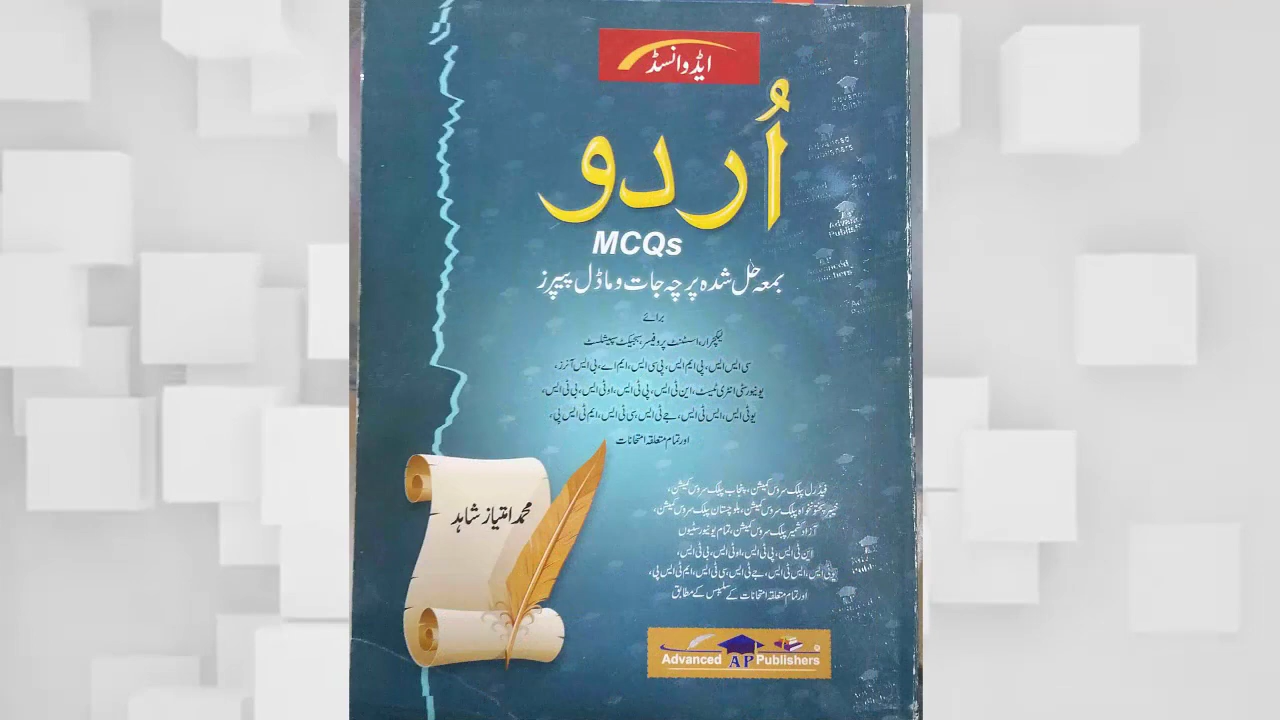 ایڈوانسڈ
اُردو
MCQs
بمعہ حل شدہ پرچہ جات و ماڈل پیپرز
برائے
لیکچرار، اسسٹنٹ پروفیسر، سبجیکٹ سپیشلسٹ
سی ایس ایس، پی ایم ایس، پی سی ایس، ایم اے، بی ایس آنرز،
یونیورسٹی انٹری ٹیسٹ، این ٹی ایس، پی ٹی ایس، او ٹی ایس، بی ٹی ایس،
یو ٹی ایس، ایس ٹی ایس، جے ٹی ایس، سی ٹی ایس، ایم ٹی ایس پی،
اور تمام متعلقہ امتحانات
محمد امتیاز شاہد
فیڈرل پبلک سروس کمیشن، پنجاب پبلک سروس کمیشن،
خیبر پختونخواہ پبلک سروس کمیشن، بلوچستان پبلک سروس کمیشن،
آزاد کشمیر پبلک سروس کمیشن، تمام یونیورسٹیوں
این ٹی ایس، پی ٹی ایس، او ٹی ایس، بی ٹی ایس،
یو ٹی ایس، ایس ٹی ایس، جے ٹی ایس، سی ٹی ایس، ایم ٹی ایس پی،
اور تمام متعلقہ امتحانات کے سلیبس کے مطابق
Advanced AP Publishers